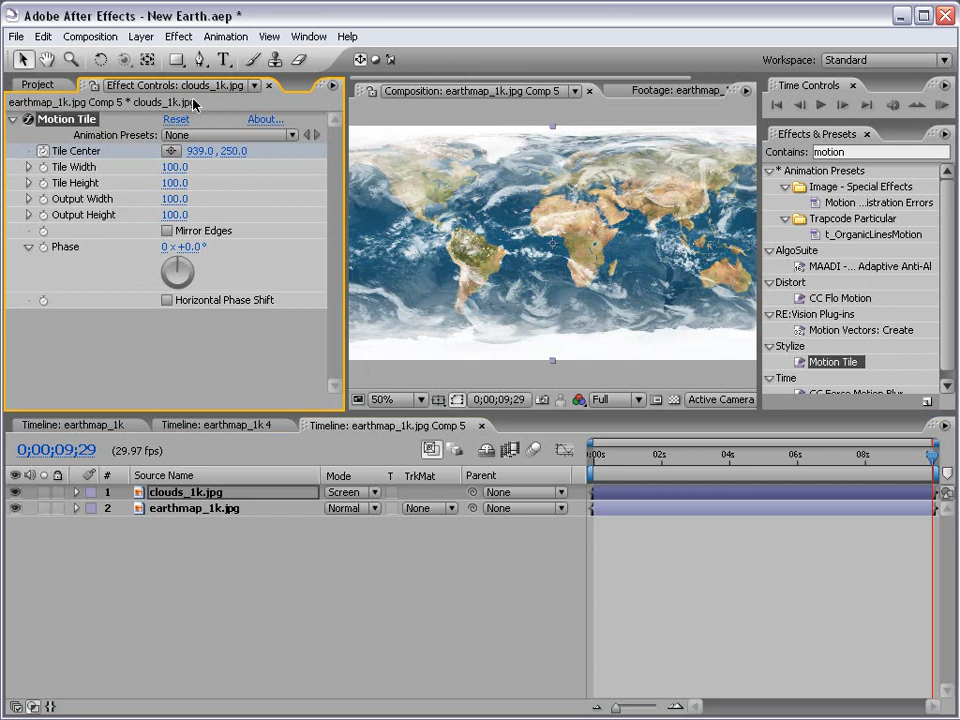 Adobe After Effects - New Earth.aep *
File Edit Composition Layer Effect Animation View Window Help
Workspace: Standard
Project Effect Controls: clouds_1k.jpg
earthmap_1k.jpg Comp 5 * clouds_1k.jpg
Motion Tile Reset About...
Animation Presets: None
Tile Center 939.0, 250.0
Tile Width 100.0
Tile Height 100.0
Output Width 100.0
Output Height 100.0
Mirror Edges
Phase 0 x+0.0°
Horizontal Phase Shift
Composition: earthmap_1k.jpg Comp 5 Footage: earthmap_
50% 0;00;09;29 Full Active Camera
Time Controls
Effects & Presets
Contains: motion
* Animation Presets
Image - Special Effects
Motion ...istration Errors
Trapcode Particular
t_OrganicLinesMotion
AlgoSuite
MAADI -... Adaptive Anti-Al
Distort
CC Flo Motion
RE:Vision Plug-ins
Motion Vectors: Create
Stylize
Motion Tile
Time
CC Force Motion Blur
Timeline: earthmap_1k Timeline: earthmap_1k 4 Timeline: earthmap_1k.jpg Comp 5
0;00;09;29 (29.97 fps)
:00s 02s 04s 06s 08s
# Source Name Mode T TrkMat Parent
1 clouds_1k.jpg Screen None
2 earthmap_1k.jpg Normal None None